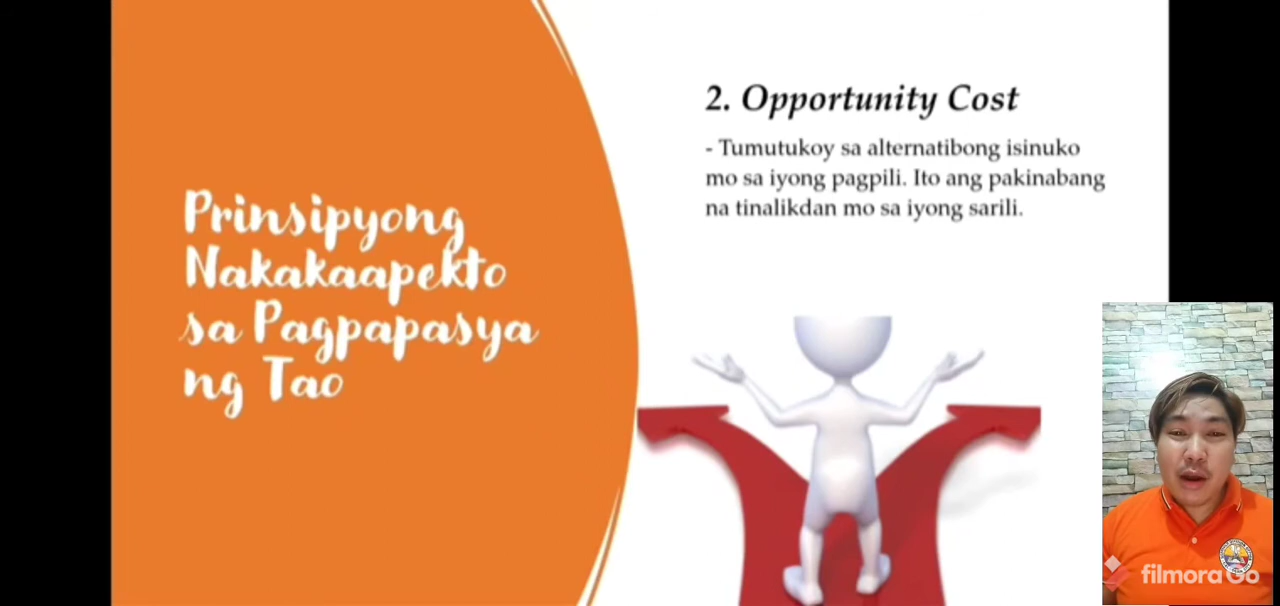 Prinsipyong
Nakakaapekto
sa Pagpapasya
ng Tao
2. Opportunity Cost
- Tumutukoy sa alternatibong isinuko
mo sa iyong pagpili. Ito ang pakinabang
na tinalikdan mo sa iyong sarili.
filmora Go